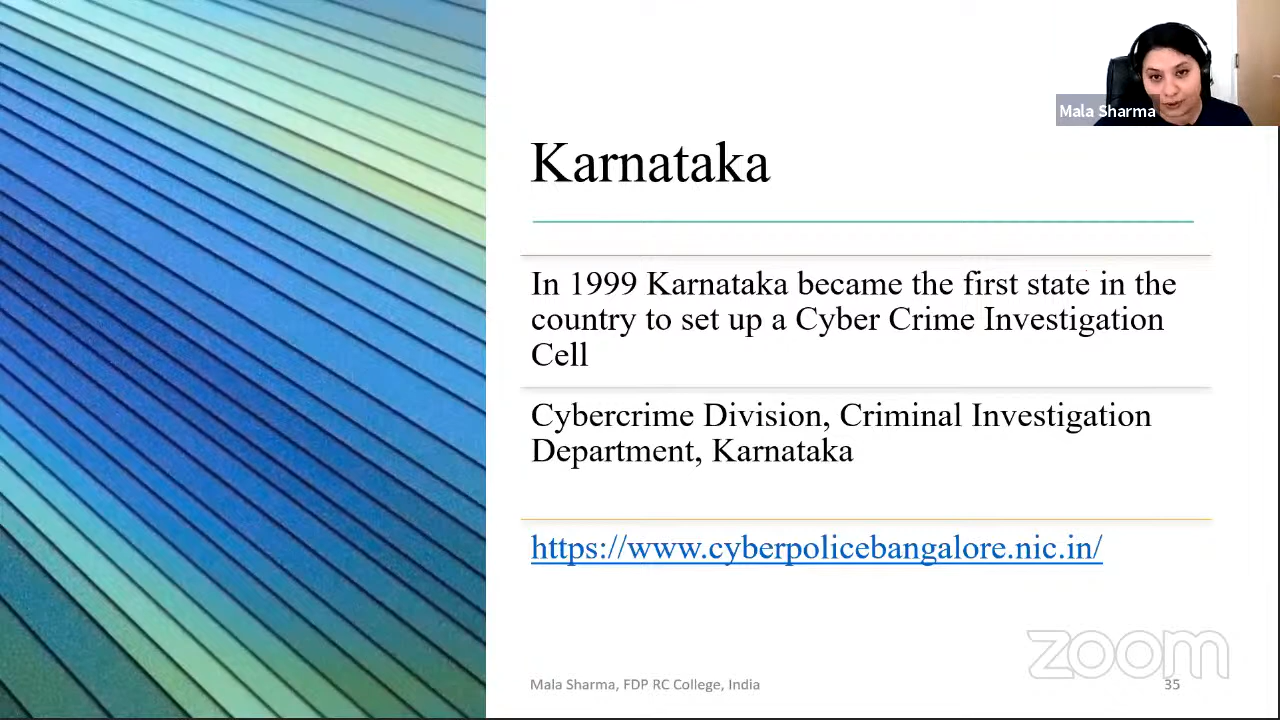 Mala Sharma
Karnataka
In 1999 Karnataka became the first state in the
country to set up a Cyber Crime Investigation
Cell
Cybercrime Division, Criminal Investigation
Department, Karnataka
https://www.cyberpolicebangalore.nic.in/
zoom
Mala Sharma, FDP RC College, India
35